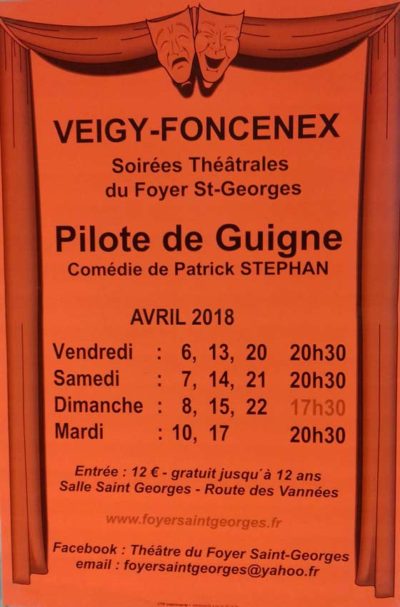 VEIGY-FONCENEX
Soirées Théâtrales
du Foyer St-Georges
Pilote de Guigne
Comédie de Patrick STEPHAN
AVRIL 2018
Vendredi : 6, 13, 20 20h30
Samedi : 7, 14, 21 20h30
Dimanche : 8, 15, 22 17h30
Mardi : 10, 17 20h30
Entrée : 12 € - gratuit jusqu'à 12 ans
Salle Saint Georges - Route des Vannées
www.foyersaintgeorges.fr
Facebook : Théâtre du Foyer Saint-Georges
email : foyersaintgeorges@yahoo.fr